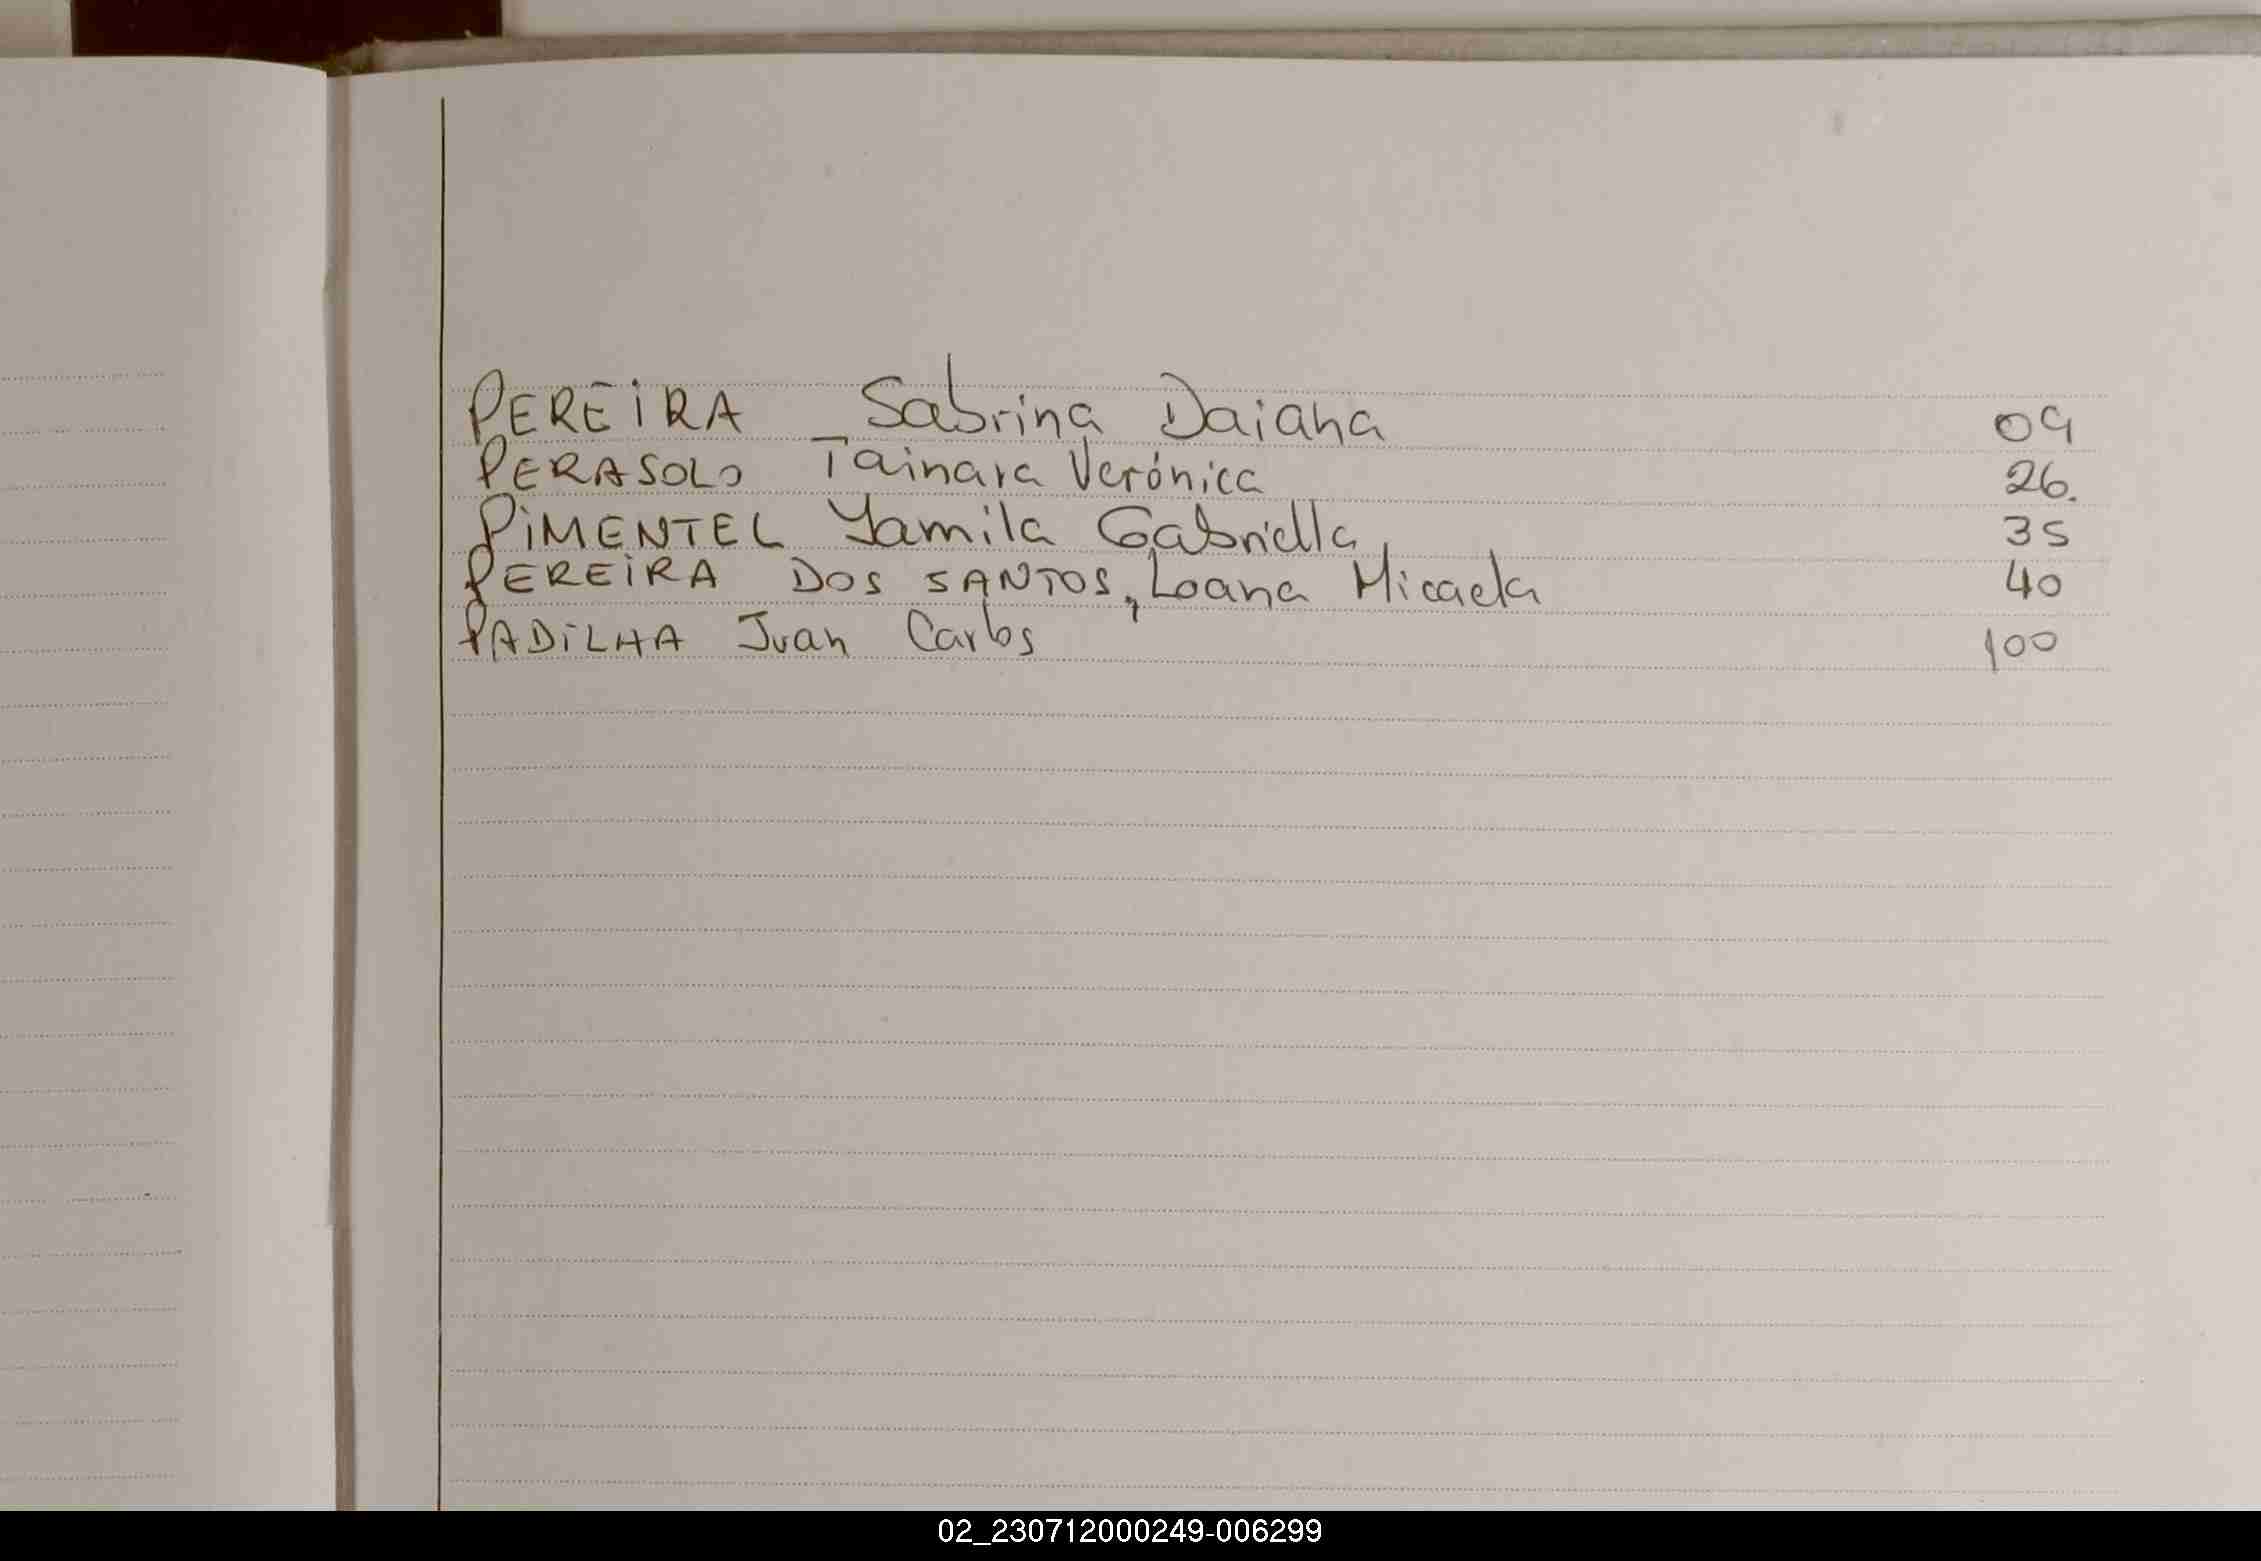 PEREIRA Sabrina Daiana 09
PERASOLO Tainara Verónica 26.
PIMENTEL Yamila Gabriella 35
PEREIRA DOS SANTOS, Loana Micaela 40
PADILHA Juan Carlos 100
02_230712000249-006299